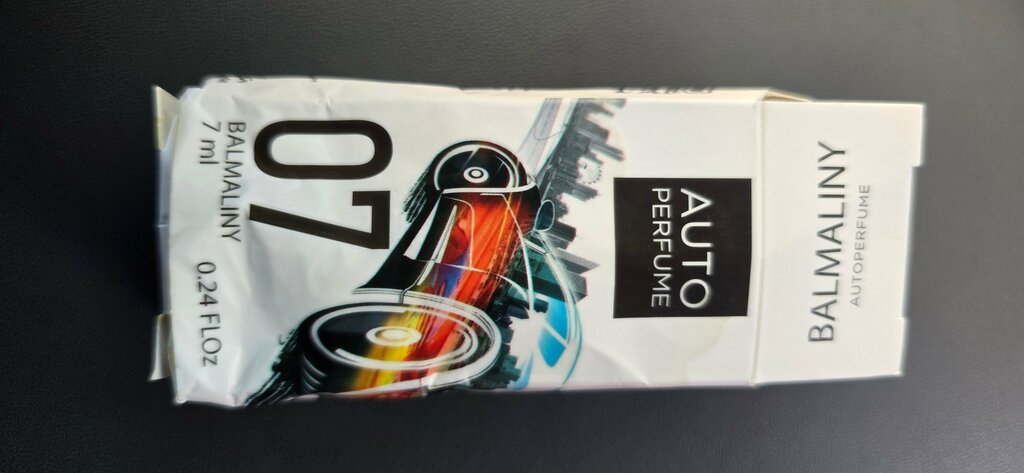 BALMALINY
AUTOPERFUME
AUTO
PERFUME
07
BALMALINY
7 ml
0.24 FL.Oz